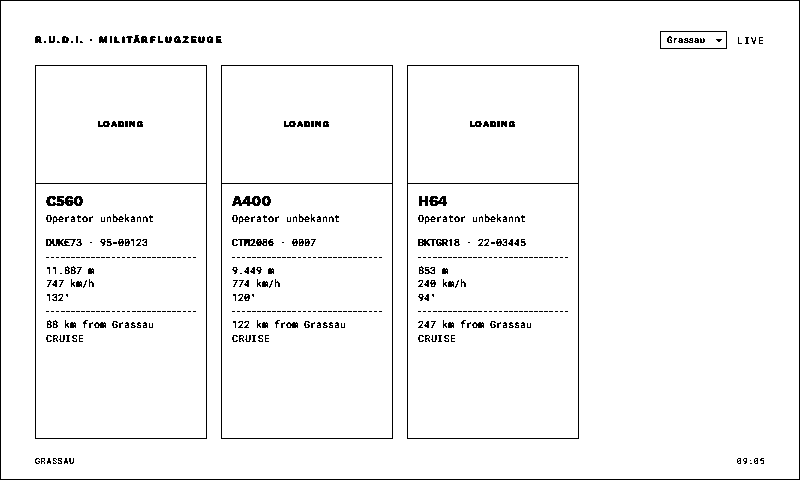 R.U.D.I. · MILITÄRFLUGZEUGE
Grassau
LIVE
LOADING
C560
Operator unbekannt
DUKE73 · 95-00123
11.887 m
747 km/h
132°
88 km from Grassau
CRUISE
LOADING
A400
Operator unbekannt
CTM2086 · 0007
9.449 m
774 km/h
120°
122 km from Grassau
CRUISE
LOADING
H64
Operator unbekannt
BKTGR18 · 22-03445
853 m
240 km/h
94°
247 km from Grassau
CRUISE
GRASSAU
09:05